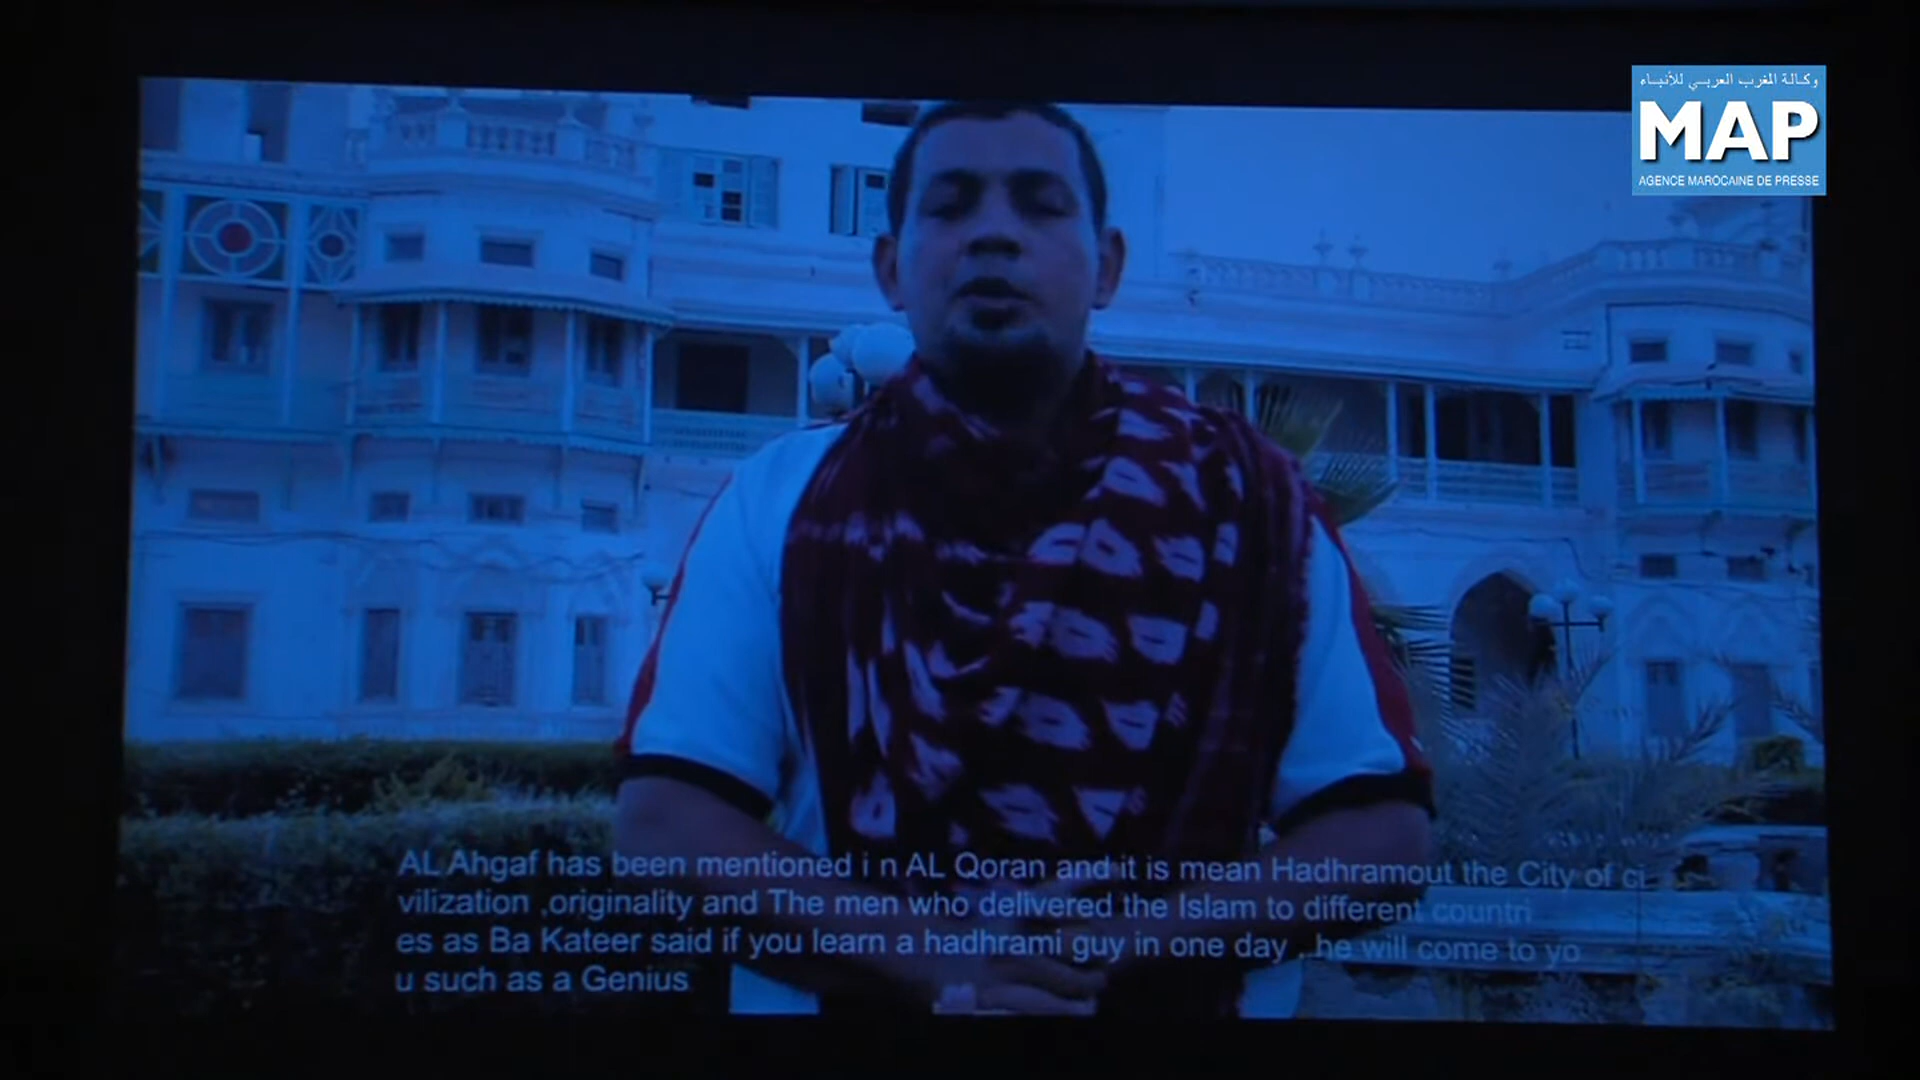 وكالة المغرب العربي للأنباء
MAP
AGENCE MAROCAINE DE PRESSE
AL Ahgaf has been mentioned i n AL Qoran and it is mean Hadhramout the City of ci
vilization ,originality and The men who delivered the Islam to different countri
es as Ba Kateer said if you learn a hadhrami guy in one day , he will come to yo
u such as a Genius